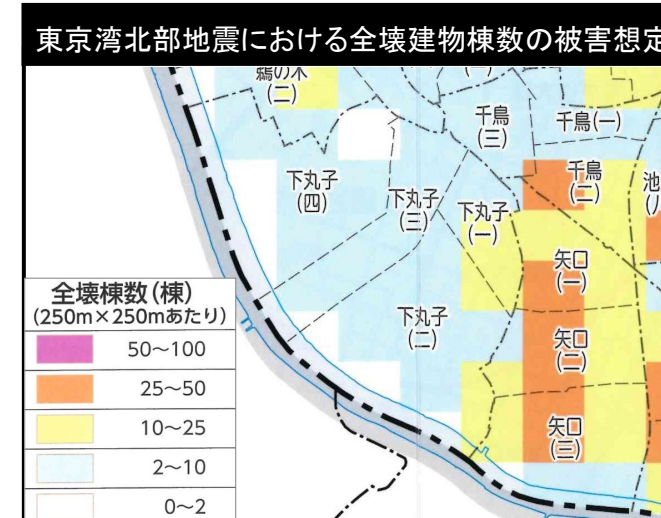 東京湾北部地震における全壊建物棟数の被害想定
鵜の木
(二)
千鳥
(三)
千鳥(一)
下丸子
(四)
下丸子
(三)
下丸子
(一)
千鳥
(二)
池
矢口
(一)
下丸子
(二)
矢口
(二)
矢口
(三)
全壊棟数(棟)
(250m×250mあたり)
50～100
25～50
10～25
2～10
0～2